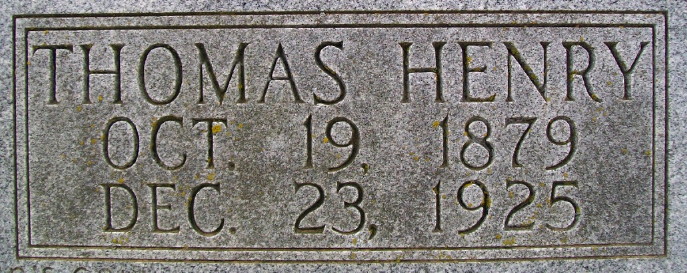 THOMAS HENRY
OCT. 19, 1879
DEC. 23, 1925